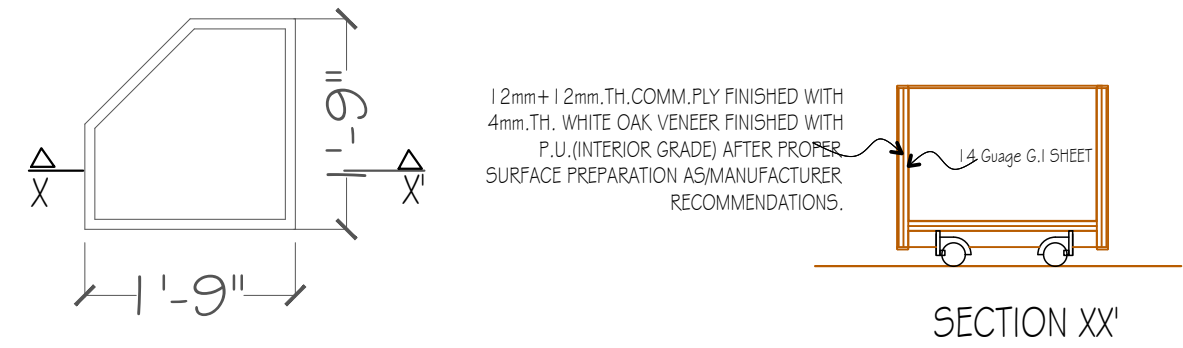 1'-9"
X
X'
1'-9"
12mm+12mm.TH.COMM.PLY FINISHED WITH
4mm.TH. WHITE OAK VENEER FINISHED WITH
P.U.(INTERIOR GRADE) AFTER PROPER
SURFACE PREPARATION AS/MANUFACTURER
RECOMMENDATIONS.
14 Guage G.I SHEET
SECTION XX'